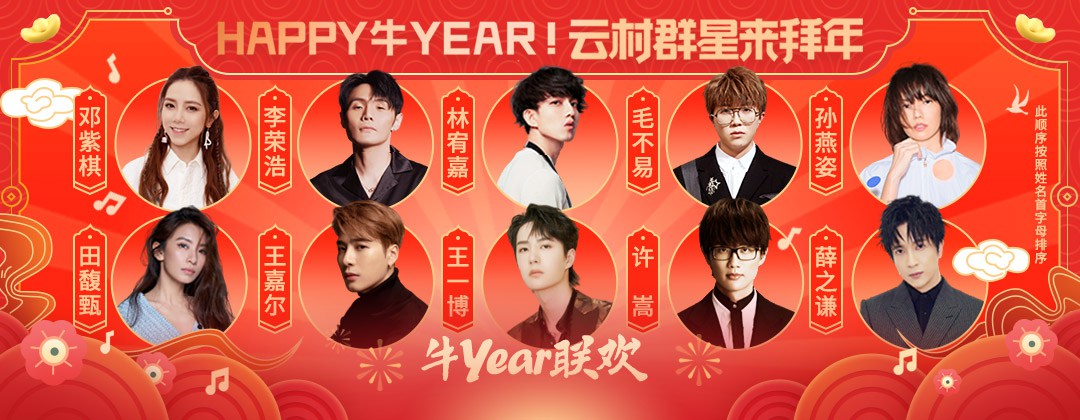 HAPPY牛YEAR！云村群星来拜年
邓紫棋
李荣浩
林宥嘉
毛不易
孙燕姿
此顺序按照姓名首字母排序
田馥甄
王嘉尔
王一博
许嵩
薛之谦
牛Year联欢